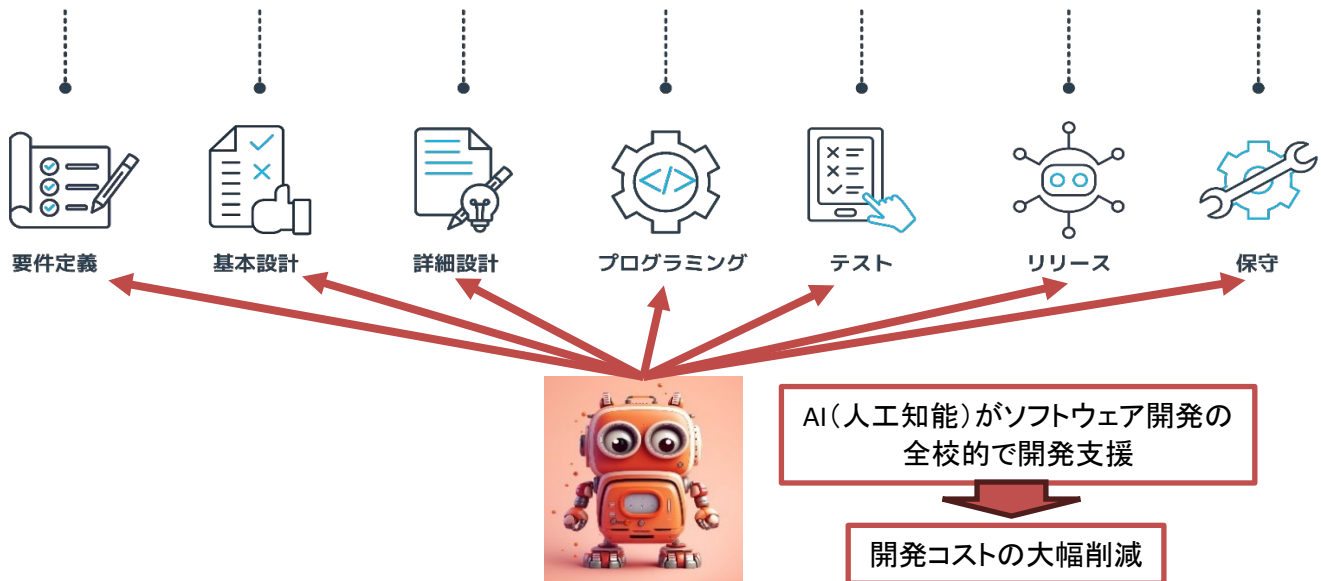 要件定義
基本設計
詳細設計
プログラミング
テスト
リリース
保守
AI(人工知能)がソフトウェア開発の
全校的で開発支援
開発コストの大幅削減